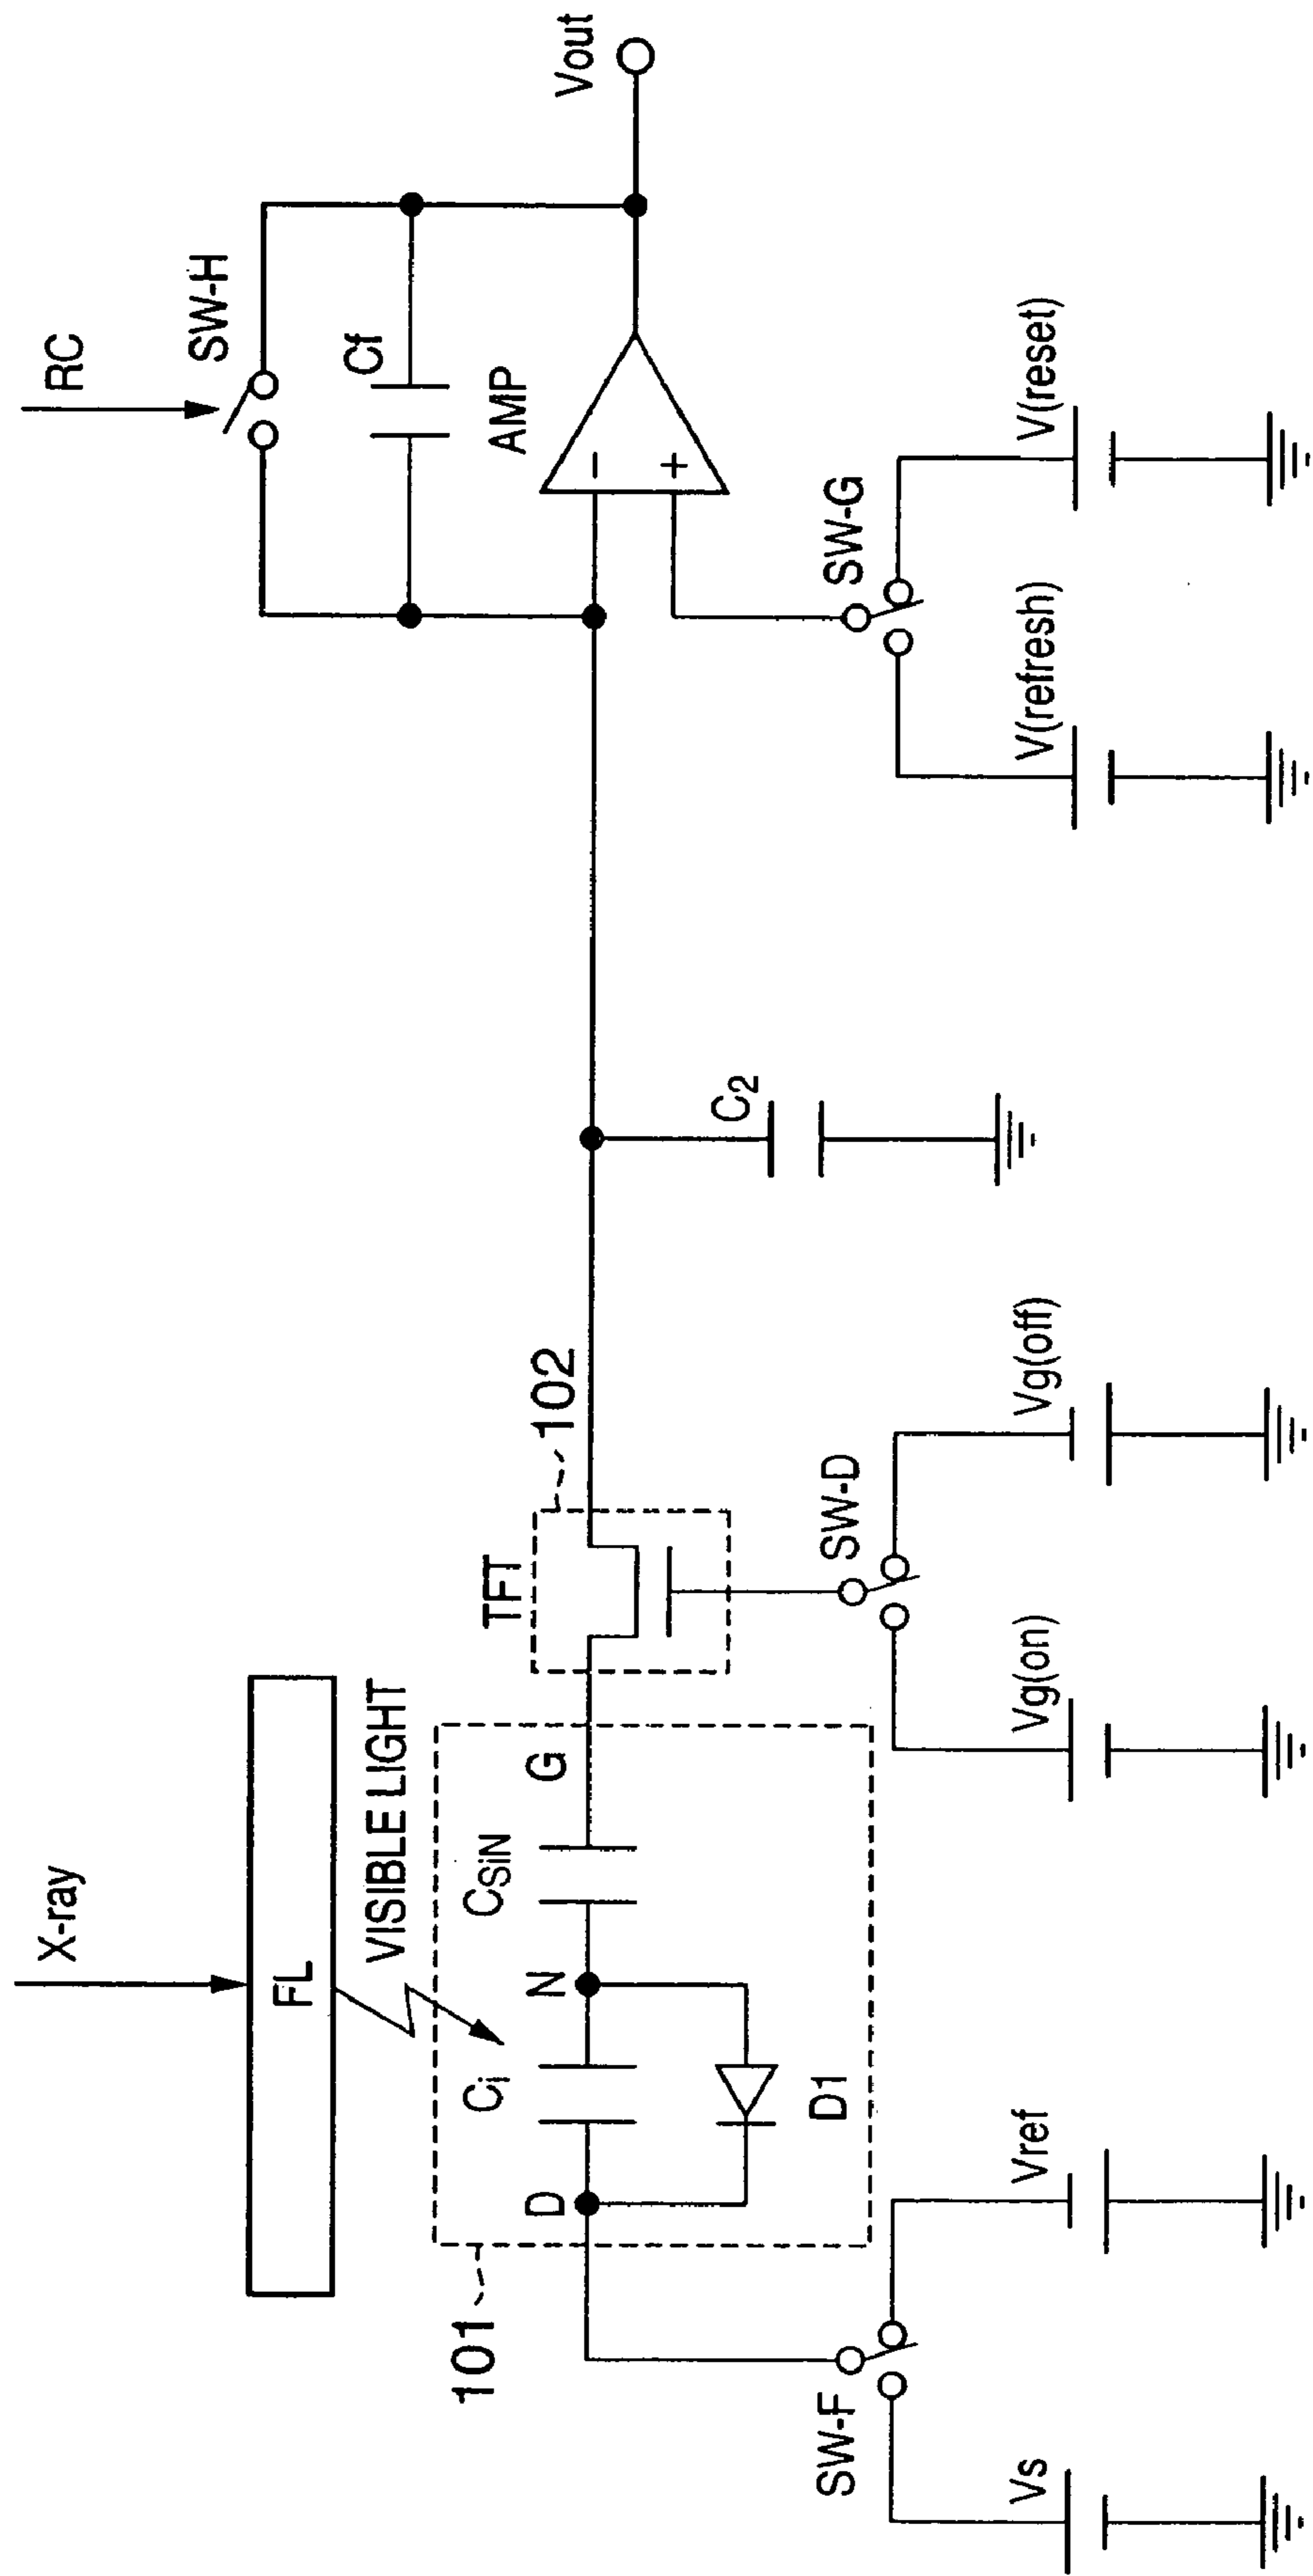 X-ray
RC
FL
VISIBLE LIGHT
SW-H
Cf
AMP
Vout
101
102
TFT
D
Ci
N
CSiN
G
D1
C2
−
+
SW-F
SW-D
SW-G
Vs
Vref
Vg(on)
Vg(off)
V(refresh)
V(reset)